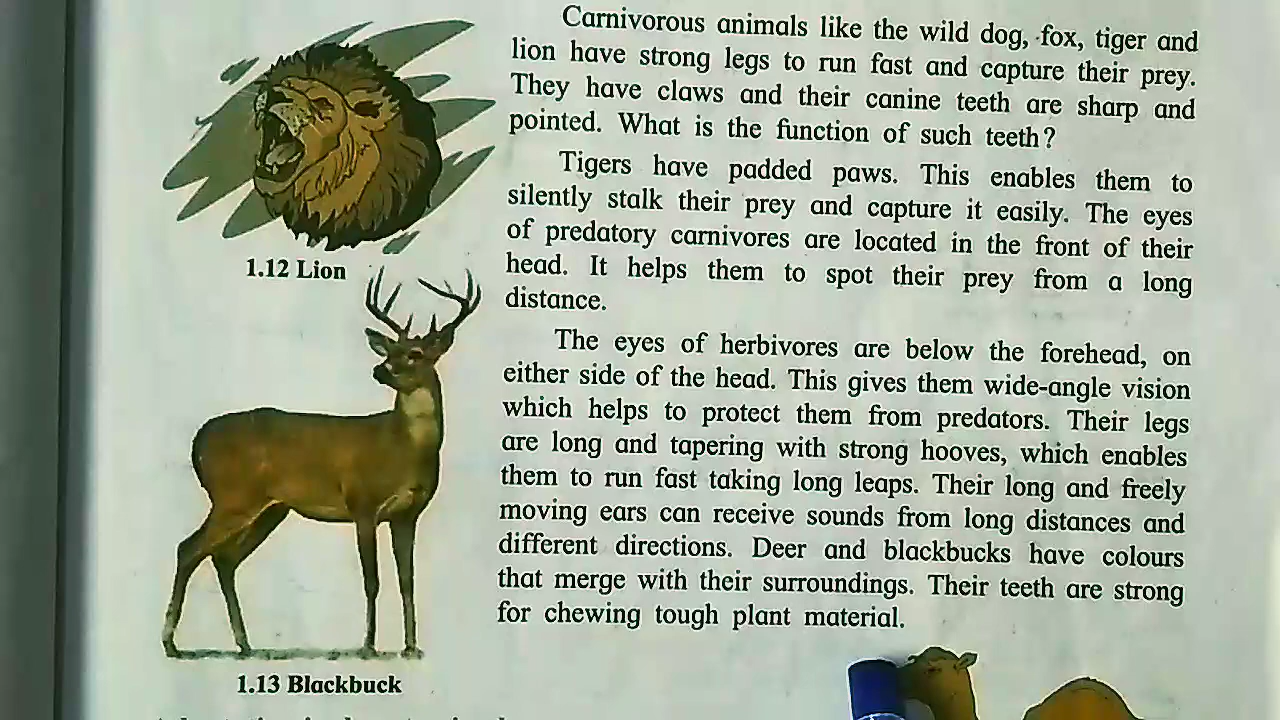 Carnivorous animals like the wild dog, fox, tiger and
lion have strong legs to run fast and capture their prey.
They have claws and their canine teeth are sharp and
pointed. What is the function of such teeth?
Tigers have padded paws. This enables them to
silently stalk their prey and capture it easily. The eyes
of predatory carnivores are located in the front of their
head. It helps them to spot their prey from a long
distance.
The eyes of herbivores are below the forehead, on
either side of the head. This gives them wide-angle vision
which helps to protect them from predators. Their legs
are long and tapering with strong hooves, which enables
them to run fast taking long leaps. Their long and freely
moving ears can receive sounds from long distances and
different directions. Deer and blackbucks have colours
that merge with their surroundings. Their teeth are strong
for chewing tough plant material.
1.12 Lion
1.13 Blackbuck